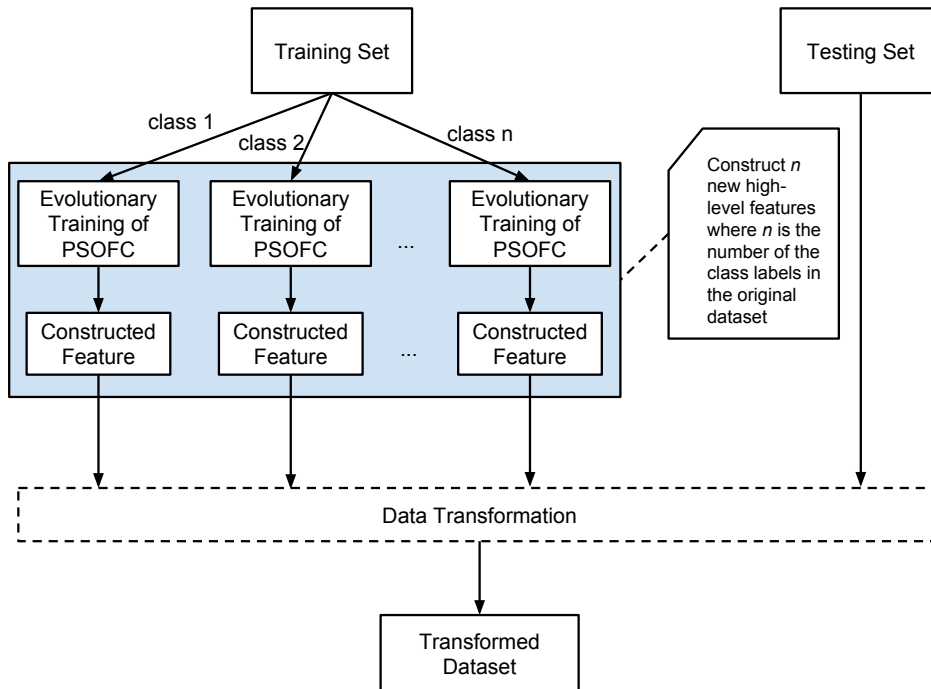 Training Set
Testing Set
class 1
class 2
class n
Evolutionary
Training of
PSOFC
Evolutionary
Training of
PSOFC
...
Evolutionary
Training of
PSOFC
Construct n
new high-
level features
where n is the
number of the
class labels in
the original
dataset
Constructed
Feature
Constructed
Feature
...
Constructed
Feature
Data Transformation
Transformed
Dataset